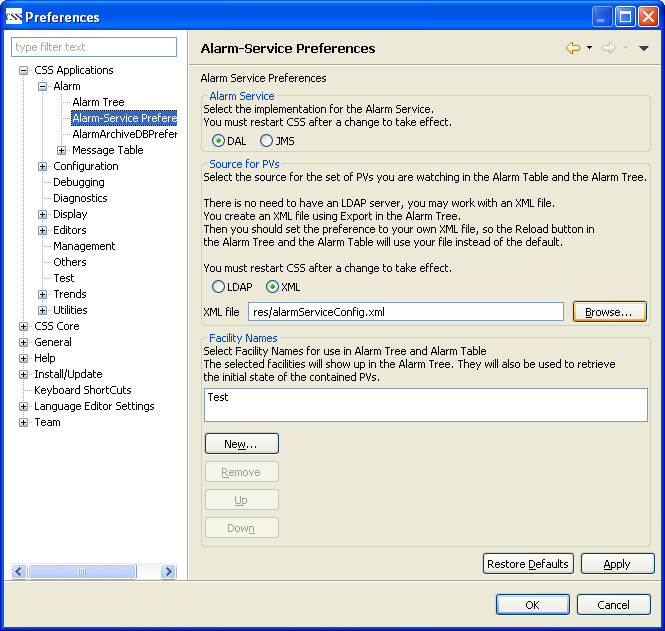 CSS Preferences
type filter text
CSS Applications
Alarm
Alarm Tree
Alarm-Service Prefere
AlarmArchiveDBPrefer
Message Table
Configuration
Debugging
Diagnostics
Display
Editors
Management
Others
Test
Trends
Utilities
CSS Core
General
Help
Install/Update
Keyboard ShortCuts
Language Editor Settings
Team
Alarm-Service Preferences
Alarm Service Preferences
Alarm Service
Select the implementation for the Alarm Service.
You must restart CSS after a change to take effect.
DAL JMS
Source for PVs
Select the source for the set of PVs you are watching in the Alarm Table and the Alarm Tree.
There is no need to have an LDAP server, you may work with an XML file.
You create an XML file using Export in the Alarm Tree.
Then you should set the preference to your own XML file, so the Reload button in
the Alarm Tree and the Alarm Table will use your file instead of the default.
You must restart CSS after a change to take effect.
LDAP XML
XML file res/alarmServiceConfig.xml Browse...
Facility Names
Select Facility Names for use in Alarm Tree and Alarm Table
The selected facilities will show up in the Alarm Tree. They will also be used to retrieve
the initial state of the contained PVs.
Test
New...
Remove
Up
Down
Restore Defaults Apply
OK Cancel